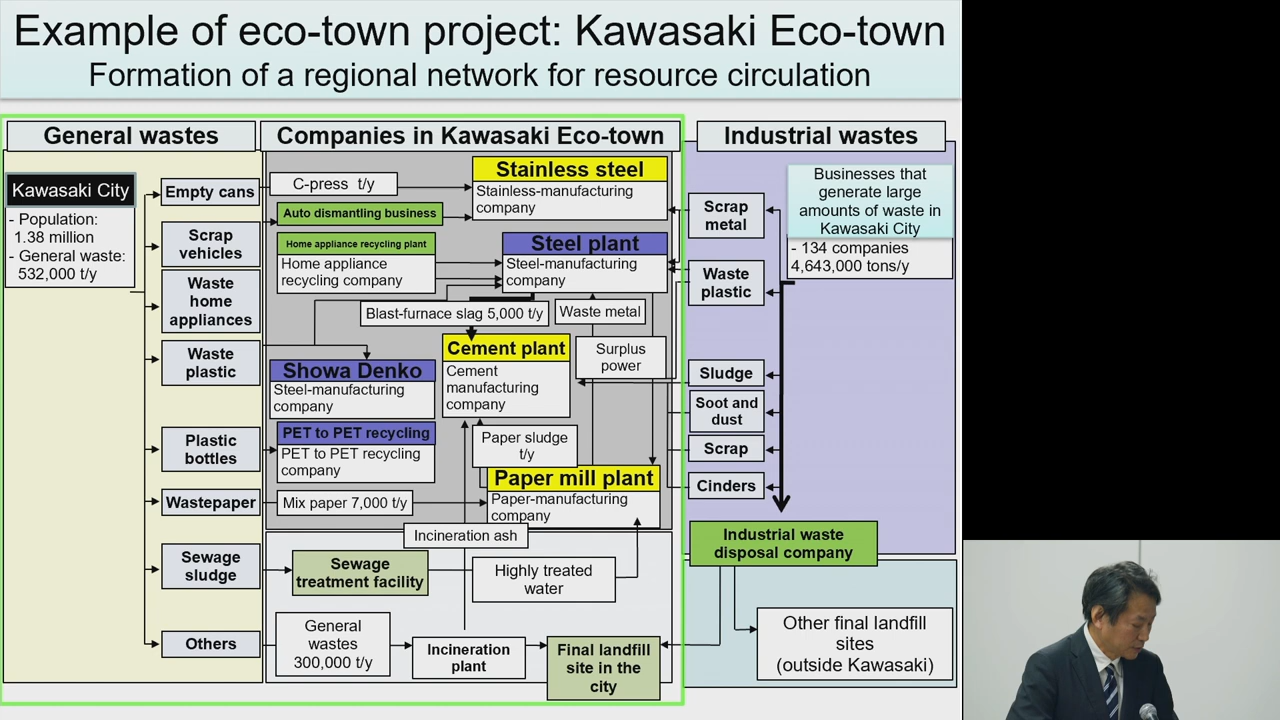 Example of eco-town project: Kawasaki Eco-town
Formation of a regional network for resource circulation
General wastes
Companies in Kawasaki Eco-town
Industrial wastes
Kawasaki City
- Population:
1.38 million
- General waste:
532,000 t/y
Empty cans
Scrap
vehicles
Waste
home
appliances
Waste
plastic
Plastic
bottles
Wastepaper
Sewage
sludge
Others
C-press t/y
Auto dismantling business
Home appliance recycling plant
Home appliance
recycling company
Stainless steel
Stainless-manufacturing
company
Steel plant
Steel-manufacturing
company
Blast-furnace slag 5,000 t/y
Waste metal
Surplus
power
Cement plant
Cement
manufacturing
company
Showa Denko
Steel-manufacturing
company
PET to PET recycling
PET to PET recycling
company
Paper sludge
t/y
Paper mill plant
Paper-manufacturing
company
Mix paper 7,000 t/y
Incineration ash
Sewage
treatment facility
Highly treated
water
General
wastes
300,000 t/y
Incineration
plant
Final landfill
site in the
city
Scrap
metal
Waste
plastic
Sludge
Soot and
dust
Scrap
Cinders
Businesses that
generate large
amounts of waste in
Kawasaki City
- 134 companies
4,643,000 tons/y
Industrial waste
disposal company
Other final landfill
sites
(outside Kawasaki)